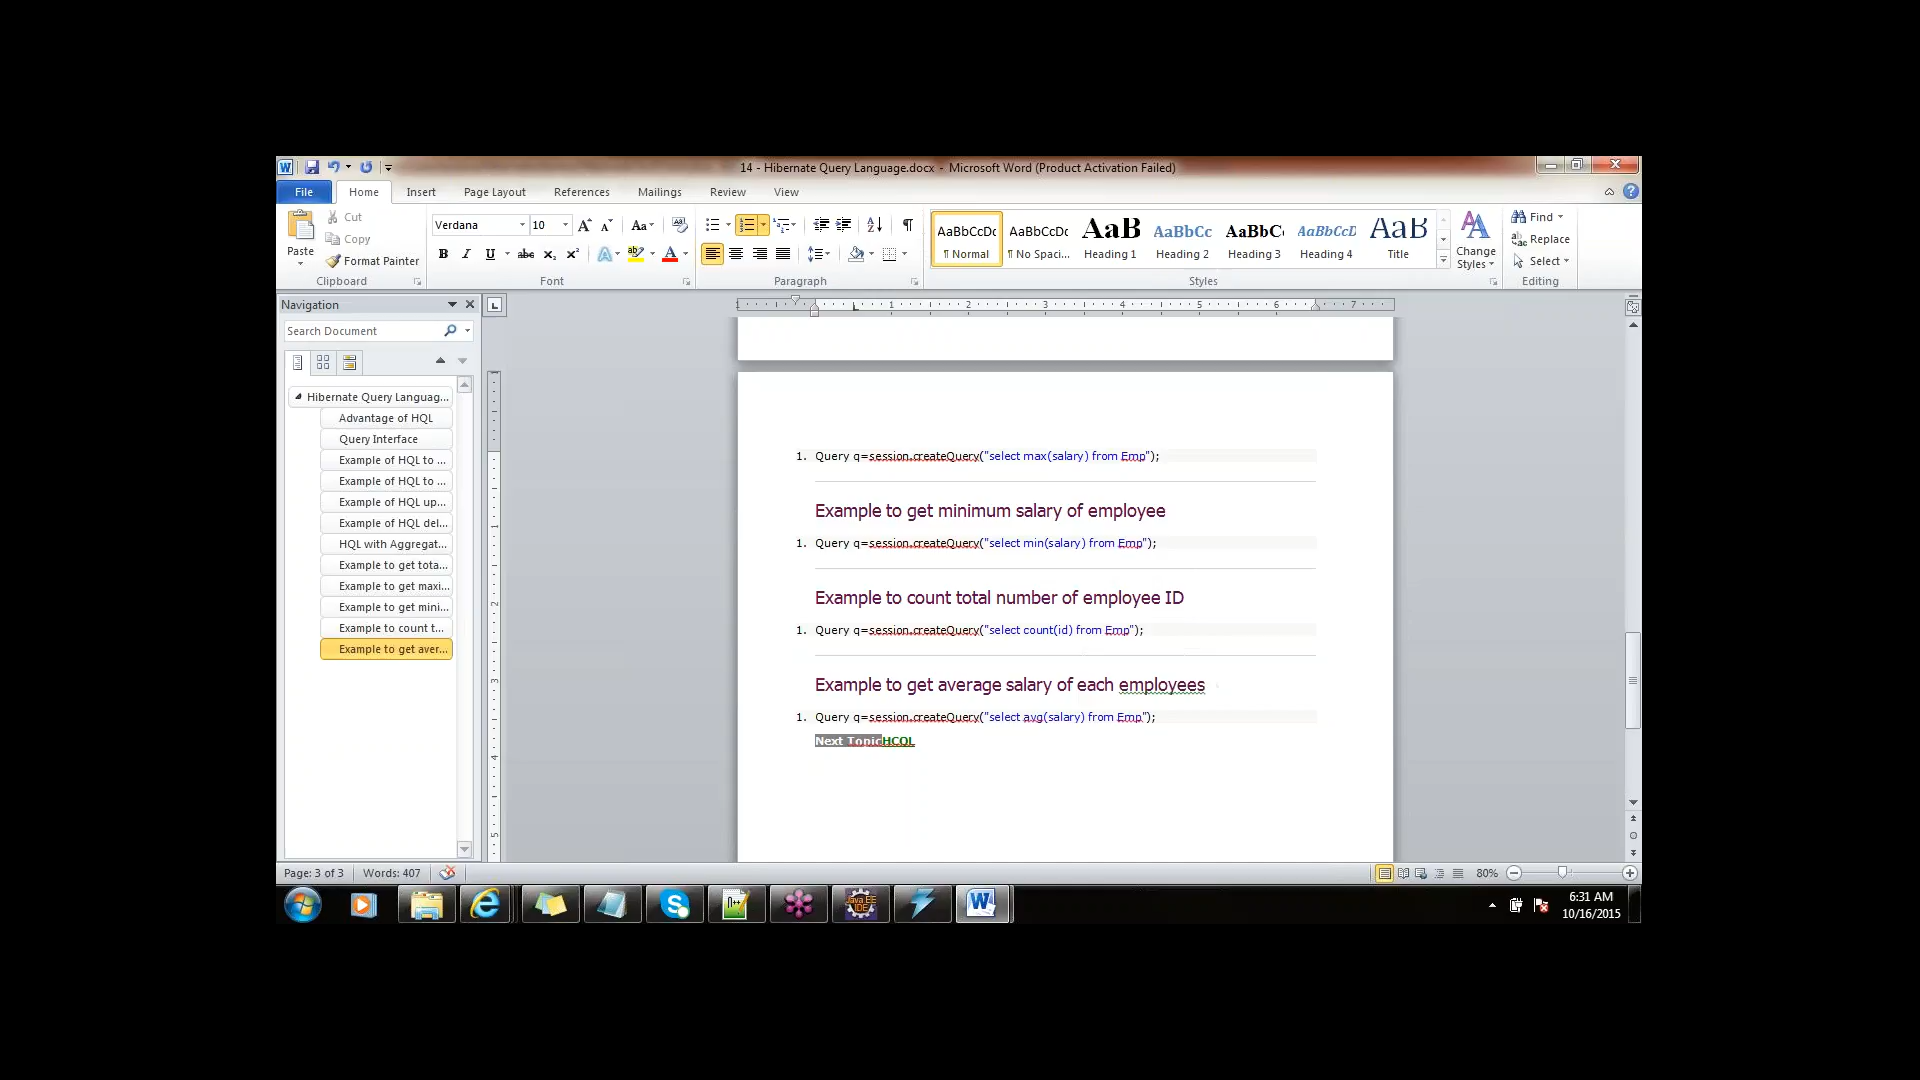 14 - Hibernate Query Language.docx - Microsoft Word (Product Activation Failed)
File Home Insert Page Layout References Mailings Review View
Paste
Cut
Copy
Format Painter
Clipboard
Verdana 10
Font
Paragraph
AaBbCcDc AaBbCcDc AaB AaBbCc AaBbC AaBbCcD AaB
¶ Normal ¶ No Spaci... Heading 1 Heading 2 Heading 3 Heading 4 Title
Change Styles
Styles
Find
Replace
Select
Editing
Navigation
Search Document
Hibernate Query Languag...
Advantage of HQL
Query Interface
Example of HQL to ...
Example of HQL to ...
Example of HQL up...
Example of HQL del...
HQL with Aggregat...
Example to get tota...
Example to get maxi...
Example to get mini...
Example to count t...
Example to get aver...
1. Query q=session.createQuery("select max(salary) from Emp");
Example to get minimum salary of employee
1. Query q=session.createQuery("select min(salary) from Emp");
Example to count total number of employee ID
1. Query q=session.createQuery("select count(id) from Emp");
Example to get average salary of each employees
1. Query q=session.createQuery("select avg(salary) from Emp");
Next TopicHCQL
Page: 3 of 3 Words: 407
80%
Java EE IDE
6:31 AM
10/16/2015